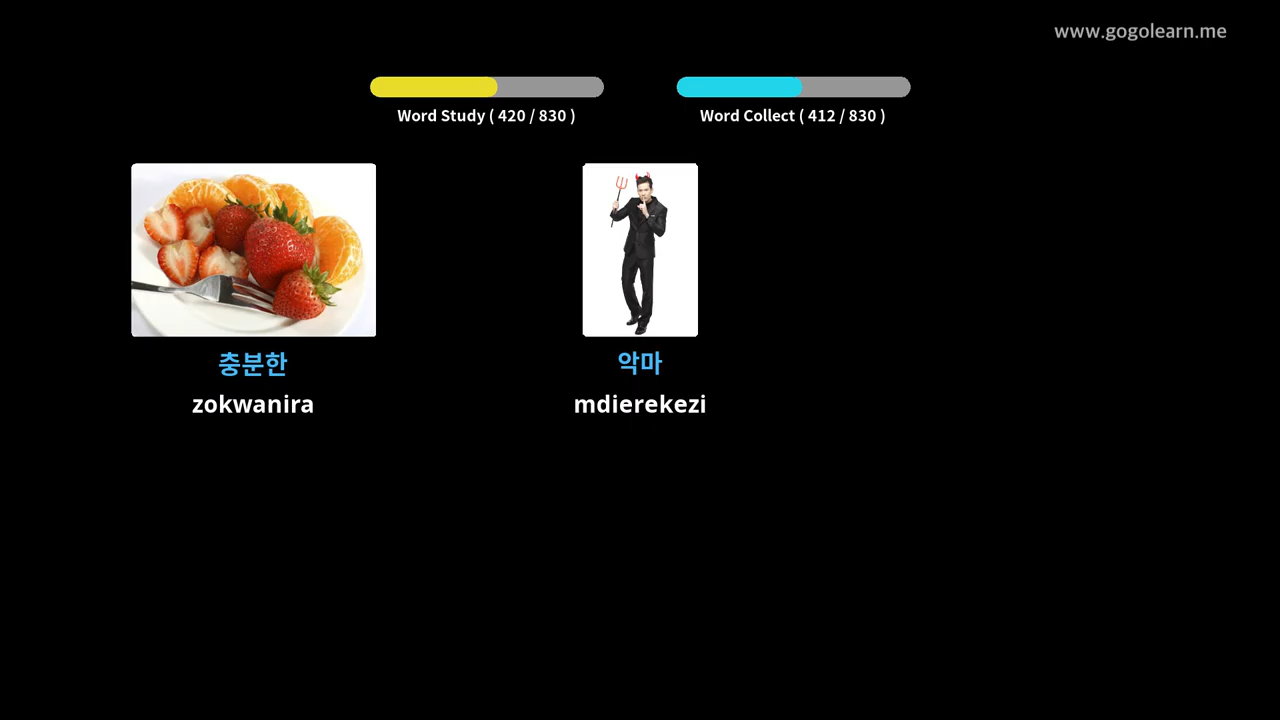 www.gogolearn.me
Word Study ( 420 / 830 )
Word Collect ( 412 / 830 )
충분한
악마
zokwanira
mdierekezi